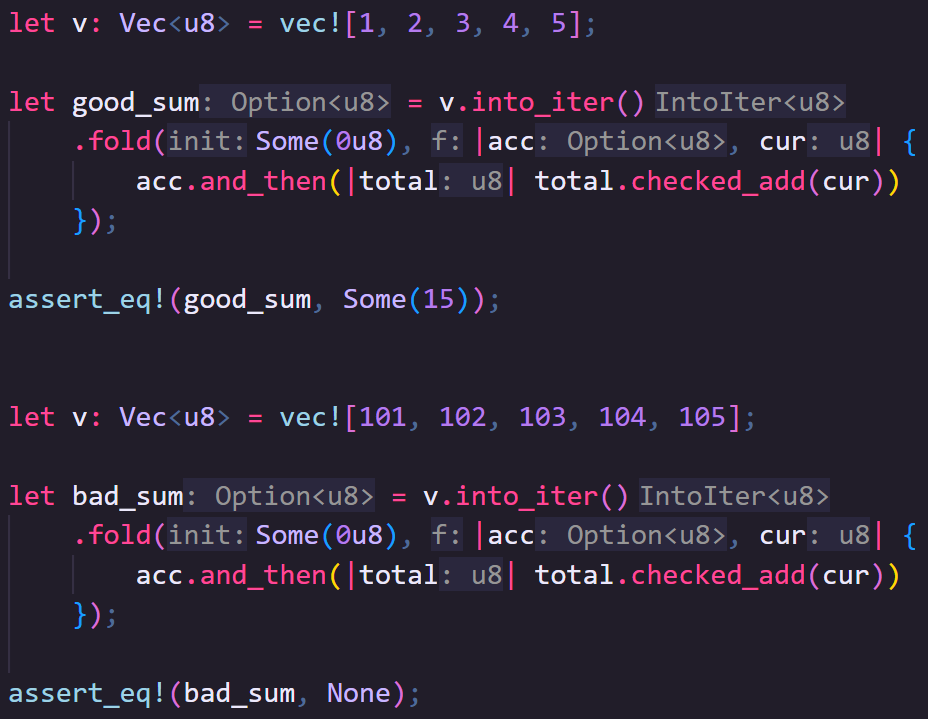 let v: Vec<u8> = vec![1, 2, 3, 4, 5];
let good_sum: Option<u8> = v.into_iter() IntoIter<u8>
.fold(init: Some(0u8), f: |acc: Option<u8>, cur: u8| {
acc.and_then(|total: u8| total.checked_add(cur))
});
assert_eq!(good_sum, Some(15));
let v: Vec<u8> = vec![101, 102, 103, 104, 105];
let bad_sum: Option<u8> = v.into_iter() IntoIter<u8>
.fold(init: Some(0u8), f: |acc: Option<u8>, cur: u8| {
acc.and_then(|total: u8| total.checked_add(cur))
});
assert_eq!(bad_sum, None);